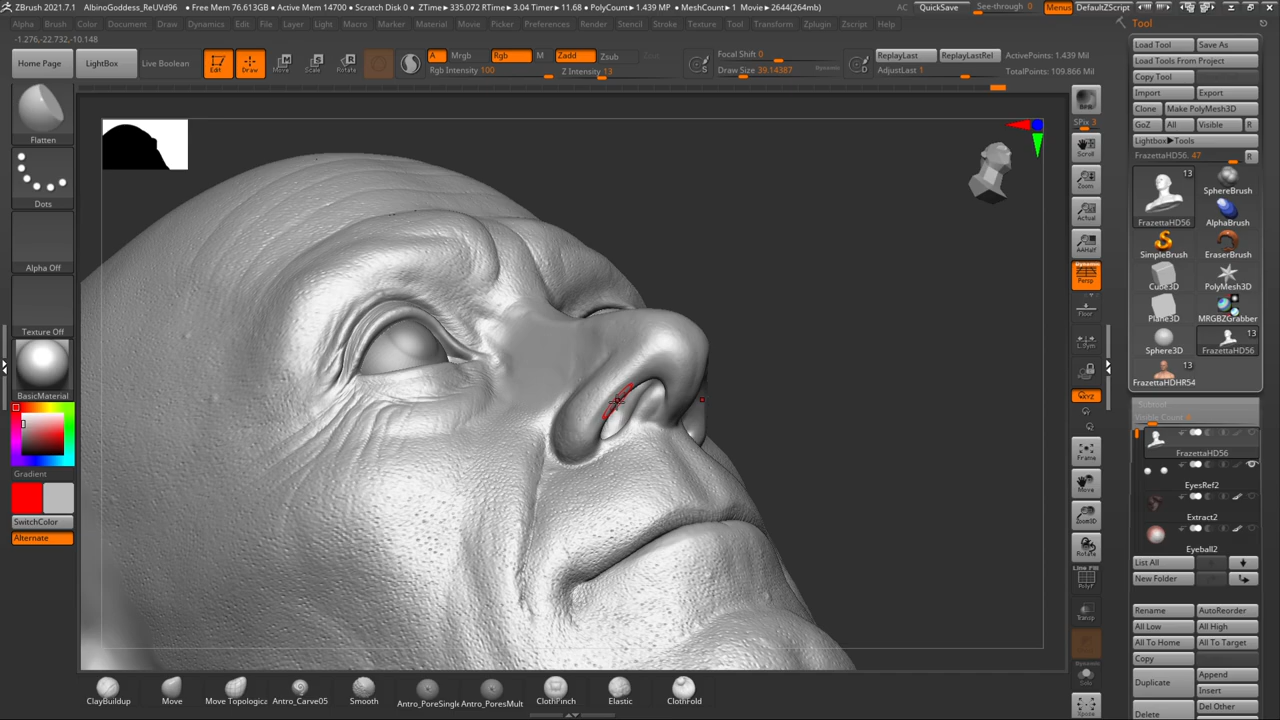 ZBrush 2021.7.1 AlbinoGoddess_ReUVd96 ● Free Mem 76.613GB ● Active Mem 14700 ● Scratch Disk 0 ● ZTime►335.072 RTime►3.04 Timer►11.68 ● PolyCount►1.439 MP ● MeshCount►1 Movie►2644(264mb) AC QuickSave See-through 0 Menus DefaultZScript
Alpha Brush Color Document Draw Dynamics Edit File Layer Light Macro Marker Material Movie Picker Preferences Render Stencil Stroke Texture Tool Transform Zplugin Zscript Help
-1.276,-22.732,-10.148
Home Page LightBox Live Boolean Edit Draw Move Scale Rotate
A Mrgb Rgb M Zadd Zsub
Rgb Intensity 100 Z Intensity 13
Focal Shift 0
Draw Size 39.14387 Dynamic
S D
ReplayLast ReplayLastRel ActivePoints: 1.439 Mil
AdjustLast 1 TotalPoints: 109.866 Mil
Flatten
Dots
Alpha Off
Texture Off
BasicMaterial
Gradient
SwitchColor
Alternate
BPR
SPix 3
Scroll
Zoom
Actual
AAHalf
Dynamic
Persp
Floor
L.Sym
XYZ
Frame
Move
Zoom3D
Rotate
Line Fill
PolyF
Transp
Dynamic
Solo
Xpose
Tool
Load Tool Save As
Load Tools From Project
Copy Tool
Import Export
Clone Make PolyMesh3D
GoZ All Visible R
Lightbox►Tools
FrazettaHD56. 47 R
13
FrazettaHD56 SphereBrush
AlphaBrush
SimpleBrush EraserBrush
Cube3D PolyMesh3D
Plane3D MRGBZGrabber
13
Sphere3D FrazettaHD56
13
FrazettaHDHR54
Subtool
Visible Count
FrazettaHD56
EyesRef2
Extract2
Eyeball2
List All
New Folder
Rename AutoReorder
All Low All High
All To Home All To Target
Copy
Duplicate Append
Insert
Delete Del Other
ClayBuildup Move Move Topologic Antro_Carve05 Smooth Antro_PoreSingl Antro_PoresMult ClothPinch Elastic ClothFold